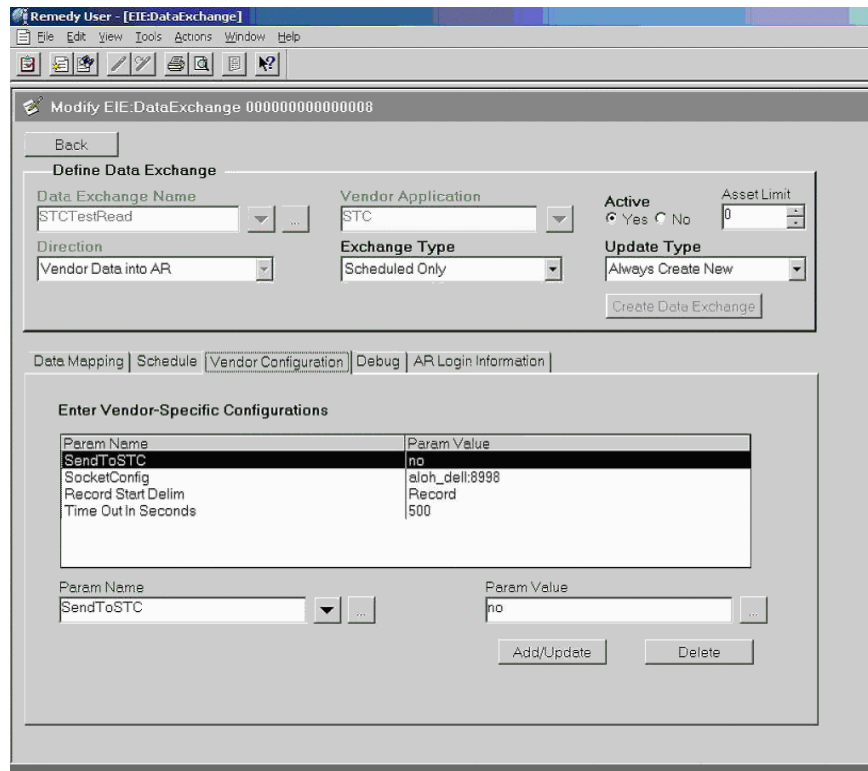 Remedy User - [EIE:DataExchange]
File Edit View Tools Actions Window Help
Modify EIE:DataExchange 000000000000008
Back
Define Data Exchange
Data Exchange Name Vendor Application Active Asset Limit
STCTestRead ... STC Yes No 0
Direction Exchange Type Update Type
Vendor Data into AR Scheduled Only Always Create New
Create Data Exchange
Data Mapping Schedule Vendor Configuration Debug AR Login Information
Enter Vendor-Specific Configurations
Param Name Param Value
SendToSTC no
SocketConfig aloh_dell:8998
Record Start Delim Record
Time Out In Seconds 500
Param Name Param Value
SendToSTC ... no ...
Add/Update Delete